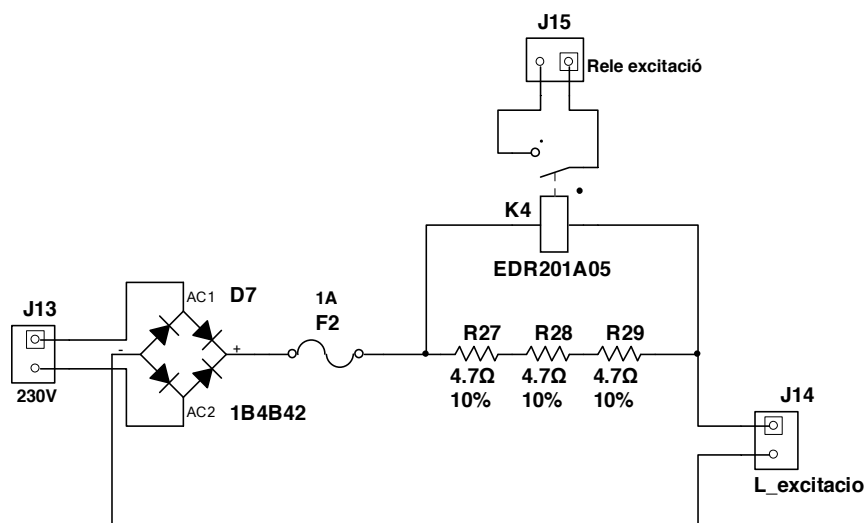 J15
Rele excitació
K4
EDR201A05
J13
AC1
D7
1A
F2
R27
R28
R29
-
+
4.7Ω
4.7Ω
4.7Ω
10%
10%
10%
230V
AC2
1B4B42
J14
L_excitacio